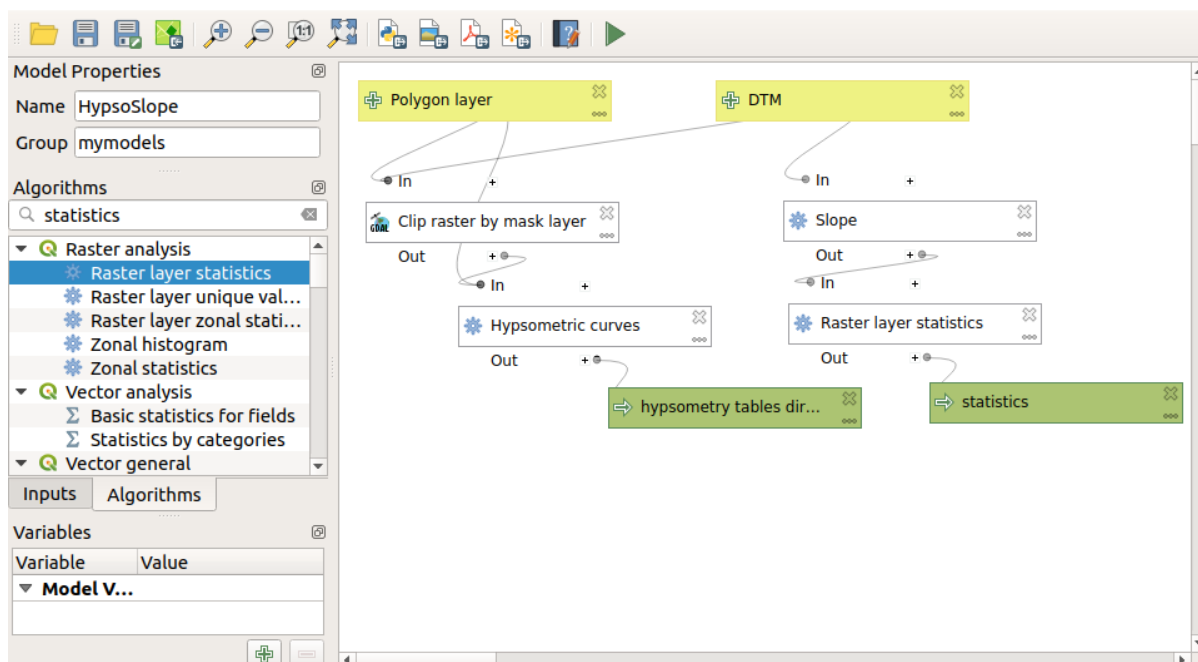 1:1
Model Properties
Name HypsoSlope
Group mymodels
Algorithms
statistics
Raster analysis
Raster layer statistics
Raster layer unique val...
Raster layer zonal stati...
Zonal histogram
Zonal statistics
Vector analysis
Basic statistics for fields
Statistics by categories
Vector general
Inputs Algorithms
Variables
Variable Value
Model V...
Polygon layer
DTM
In
In
GDAL Clip raster by mask layer
Slope
Out
Out
In
In
Hypsometric curves
Raster layer statistics
Out
Out
hypsometry tables dir...
statistics